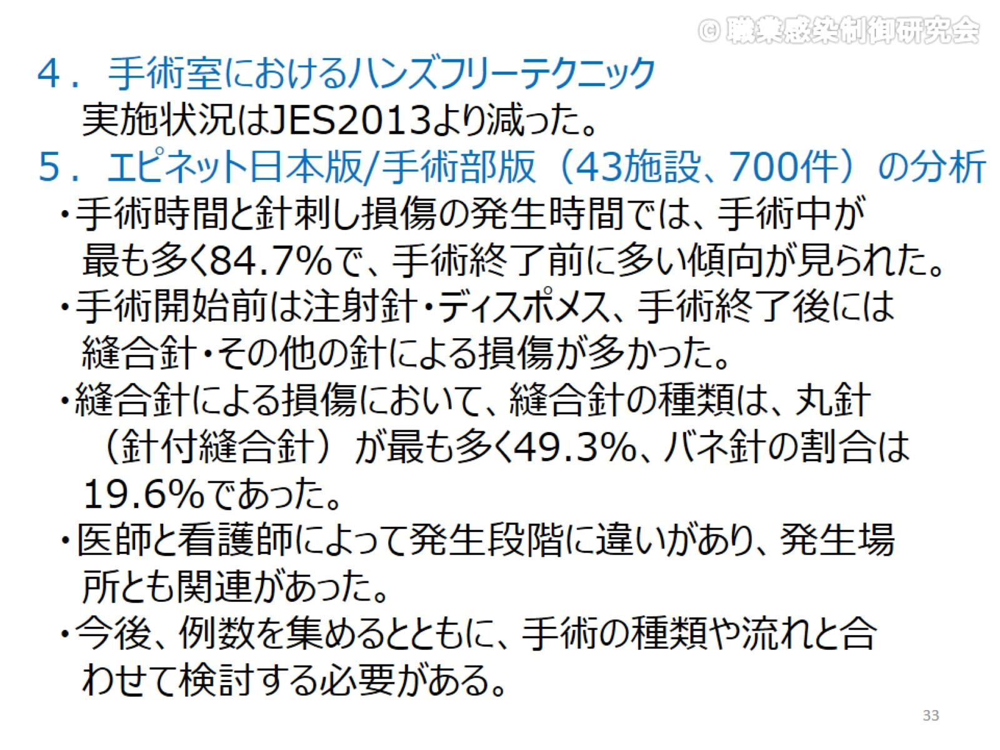 © 職業感染制御研究会
４．手術室におけるハンズフリーテクニック
実施状況はJES2013より減った。
５．エピネット日本版/手術部版（43施設、700件）の分析
・手術時間と針刺し損傷の発生時間では、手術中が
最も多く84.7%で、手術終了前に多い傾向が見られた。
・手術開始前は注射針・ディスポメス、手術終了後には
縫合針・その他の針による損傷が多かった。
・縫合針による損傷において、縫合針の種類は、丸針
（針付縫合針）が最も多く49.3%、バネ針の割合は
19.6%であった。
・医師と看護師によって発生段階に違いがあり、発生場
所とも関連があった。
・今後、例数を集めるとともに、手術の種類や流れと合
わせて検討する必要がある。
33